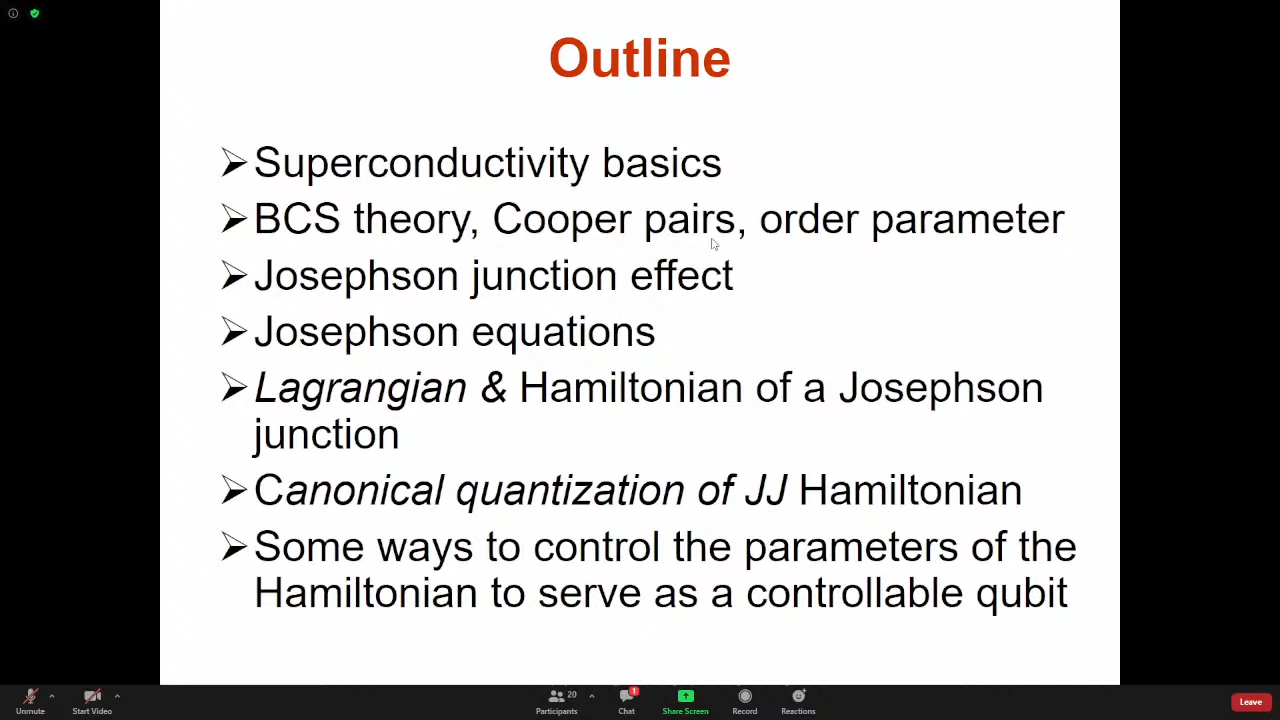 Outline
Superconductivity basics
BCS theory, Cooper pairs, order parameter
Josephson junction effect
Josephson equations
Lagrangian & Hamiltonian of a Josephson
junction
Canonical quantization of JJ Hamiltonian
Some ways to control the parameters of the
Hamiltonian to serve as a controllable qubit
Unmute
Start Video
20
Participants
1
Chat
Share Screen
Record
Reactions
Leave